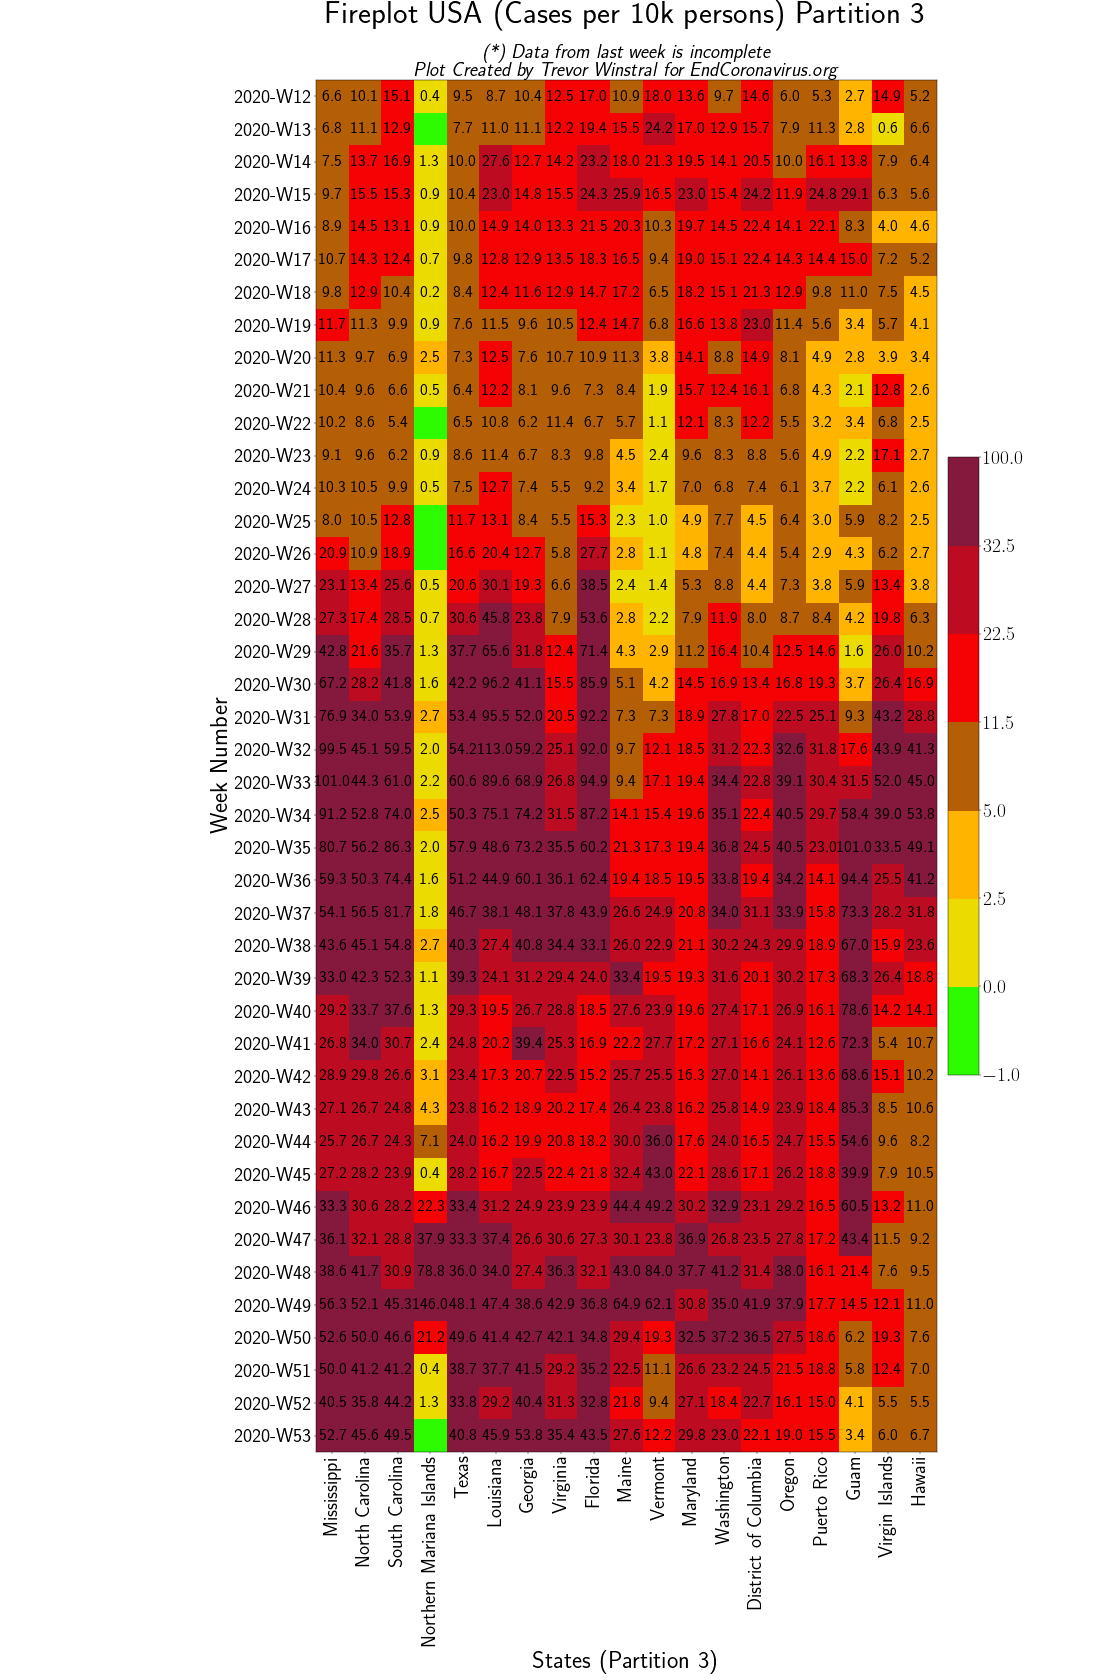 Fireplot USA (Cases per 10k persons) Partition 3
(*) Data from last week is incomplete
Plot Created by Trevor Winstral for EndCoronavirus.org
2020-W12 6.6 10.1 15.1 0.4 9.5 8.7 10.4 12.5 17.0 10.9 18.0 13.6 9.7 14.6 6.0 5.3 2.7 14.9 5.2
2020-W13 6.8 11.1 12.9 7.7 11.0 11.1 12.2 19.4 15.5 24.2 17.0 12.9 15.7 7.9 11.3 2.8 0.6 6.6
2020-W14 7.5 13.7 16.9 1.3 10.0 27.6 12.7 14.2 23.2 18.0 21.3 19.5 14.1 20.5 10.0 16.1 13.8 7.9 6.4
2020-W15 9.7 15.5 15.3 0.9 10.4 23.0 14.8 15.5 24.3 25.9 16.5 23.0 15.4 24.2 11.9 24.8 29.1 6.3 5.6
2020-W16 8.9 14.5 13.1 0.9 10.0 14.9 14.0 13.3 21.5 20.3 10.3 19.7 14.5 22.4 14.1 22.1 8.3 4.0 4.6
2020-W17 10.7 14.3 12.4 0.7 9.8 12.8 12.9 13.5 18.3 16.5 9.4 19.0 15.1 22.4 14.3 14.4 15.0 7.2 5.2
2020-W18 9.8 12.9 10.4 0.2 8.4 12.4 11.6 12.9 14.7 17.2 6.5 18.2 15.1 21.3 12.9 9.8 11.0 7.5 4.5
2020-W19 11.7 11.3 9.9 0.9 7.6 11.5 9.6 10.5 12.4 14.7 6.8 16.6 13.8 23.0 11.4 5.6 3.4 5.7 4.1
2020-W20 11.3 9.7 6.9 2.5 7.3 12.5 7.6 10.7 10.9 11.3 3.8 14.1 8.8 14.9 8.1 4.9 2.8 3.9 3.4
2020-W21 10.4 9.6 6.6 0.5 6.4 12.2 8.1 9.6 7.3 8.4 1.9 15.7 12.4 16.1 6.8 4.3 2.1 12.8 2.6
2020-W22 10.2 8.6 5.4 6.5 10.8 6.2 11.4 6.7 5.7 1.1 12.1 8.3 12.2 5.5 3.2 3.4 6.8 2.5
2020-W23 9.1 9.6 6.2 0.9 8.6 11.4 6.7 8.3 9.8 4.5 2.4 9.6 8.3 8.8 5.6 4.9 2.2 17.1 2.7
2020-W24 10.3 10.5 9.9 0.5 7.5 12.7 7.4 5.5 9.2 3.4 1.7 7.0 6.8 7.4 6.1 3.7 2.2 6.1 2.6
2020-W25 8.0 10.5 12.8 11.7 13.1 8.4 5.5 15.3 2.3 1.0 4.9 7.7 4.5 6.4 3.0 5.9 8.2 2.5
2020-W26 20.9 10.9 18.9 16.6 20.4 12.7 5.8 27.7 2.8 1.1 4.8 7.4 4.4 5.4 2.9 4.3 6.2 2.7
2020-W27 23.1 13.4 25.6 0.5 20.6 30.1 19.3 6.6 38.5 2.4 1.4 5.3 8.8 4.4 7.3 3.8 5.9 13.4 3.8
2020-W28 27.3 17.4 28.5 0.7 30.6 45.8 23.8 7.9 53.6 2.8 2.2 7.9 11.9 8.0 8.7 8.4 4.2 19.8 6.3
2020-W29 42.8 21.6 35.7 1.3 37.7 65.6 31.8 12.4 71.4 4.3 2.9 11.2 16.4 10.4 12.5 14.6 1.6 26.0 10.2
2020-W30 67.2 28.2 41.8 1.6 42.2 96.2 41.1 15.5 85.9 5.1 4.2 14.5 16.9 13.4 16.8 19.3 3.7 26.4 16.9
2020-W31 76.9 34.0 53.9 2.7 53.4 95.5 52.0 20.5 92.2 7.3 7.3 18.9 27.8 17.0 22.5 25.1 9.3 43.2 28.8
2020-W32 99.5 45.1 59.5 2.0 54.2 113.0 59.2 25.1 92.0 9.7 12.1 18.5 31.2 22.3 32.6 31.8 17.6 43.9 41.3
2020-W33 101.0 44.3 61.0 2.2 60.6 89.6 68.9 26.8 94.9 9.4 17.1 19.4 34.4 22.8 39.1 30.4 31.5 52.0 45.0
2020-W34 91.2 52.8 74.0 2.5 50.3 75.1 74.2 31.5 87.2 14.1 15.4 19.6 35.1 22.4 40.5 29.7 58.4 39.0 53.8
2020-W35 80.7 56.2 86.3 2.0 57.9 48.6 73.2 35.5 60.2 21.3 17.3 19.4 36.8 24.5 40.5 23.0 101.0 33.5 49.1
2020-W36 59.3 50.3 74.4 1.6 51.2 44.9 60.1 36.1 62.4 19.4 18.5 19.5 33.8 19.4 34.2 14.1 94.4 25.5 41.2
2020-W37 54.1 56.5 81.7 1.8 46.7 38.1 48.1 37.8 43.9 26.6 24.9 20.8 34.0 31.1 33.9 15.8 73.3 28.2 31.8
2020-W38 43.6 45.1 54.8 2.7 40.3 27.4 40.8 34.4 33.1 26.0 22.9 21.1 30.2 24.3 29.9 18.9 67.0 15.9 23.6
2020-W39 33.0 42.3 52.3 1.1 39.3 24.1 31.2 29.4 24.0 33.4 19.5 19.3 31.6 20.1 30.2 17.3 68.3 26.4 18.8
2020-W40 29.2 33.7 37.6 1.3 29.3 19.5 26.7 28.8 18.5 27.6 23.9 19.6 27.4 17.1 26.9 16.1 78.6 14.2 14.1
2020-W41 26.8 34.0 30.7 2.4 24.8 20.2 39.4 25.3 16.9 22.2 27.7 17.2 27.1 16.6 24.1 12.6 72.3 5.4 10.7
2020-W42 28.9 29.8 26.6 3.1 23.4 17.3 20.7 22.5 15.2 25.7 25.5 16.3 27.0 14.1 26.1 13.6 68.6 15.1 10.2
2020-W43 27.1 26.7 24.8 4.3 23.8 16.2 18.9 20.2 17.4 26.4 23.8 16.2 25.8 14.9 23.9 18.4 85.3 8.5 10.6
2020-W44 25.7 26.7 24.3 7.1 24.0 16.2 19.9 20.8 18.2 30.0 36.0 17.6 24.0 16.5 24.7 15.5 54.6 9.6 8.2
2020-W45 27.2 28.2 23.9 0.4 28.2 16.7 22.5 22.4 21.8 32.4 43.0 22.1 28.6 17.1 26.2 18.8 39.9 7.9 10.5
2020-W46 33.3 30.6 28.2 22.3 33.4 31.2 24.9 23.9 23.9 44.4 49.2 30.2 32.9 23.1 29.2 16.5 60.5 13.2 11.0
2020-W47 36.1 32.1 28.8 37.9 33.3 37.4 26.6 30.6 27.3 30.1 23.8 36.9 26.8 23.5 27.8 17.2 43.4 11.5 9.2
2020-W48 38.6 41.7 30.9 78.8 36.0 34.0 27.4 36.3 32.1 43.0 84.0 37.7 41.2 31.4 38.0 16.1 21.4 7.6 9.5
2020-W49 56.3 52.1 45.3 146.0 48.1 47.4 38.6 42.9 36.8 64.9 62.1 30.8 35.0 41.9 37.9 17.7 14.5 12.1 11.0
2020-W50 52.6 50.0 46.6 21.2 49.6 41.4 42.7 42.1 34.8 29.4 19.3 32.5 37.2 36.5 27.5 18.6 6.2 19.3 7.6
2020-W51 50.0 41.2 41.2 0.4 38.7 37.7 41.5 29.2 35.2 22.5 11.1 26.6 23.2 24.5 21.5 18.8 5.8 12.4 7.0
2020-W52 40.5 35.8 44.2 1.3 33.8 29.2 40.4 31.3 32.8 21.8 9.4 27.1 18.4 22.7 16.1 15.0 4.1 5.5 5.5
2020-W53 52.7 45.6 49.5 40.8 45.9 53.8 35.4 43.5 27.6 12.2 29.8 23.0 22.1 19.0 15.5 3.4 6.0 6.7
Week Number
Mississippi
North Carolina
South Carolina
Northern Mariana Islands
Texas
Louisiana
Georgia
Virginia
Florida
Maine
Vermont
Maryland
Washington
District of Columbia
Oregon
Puerto Rico
Guam
Virgin Islands
Hawaii
States (Partition 3)
100.0
32.5
22.5
11.5
5.0
2.5
0.0
−1.0